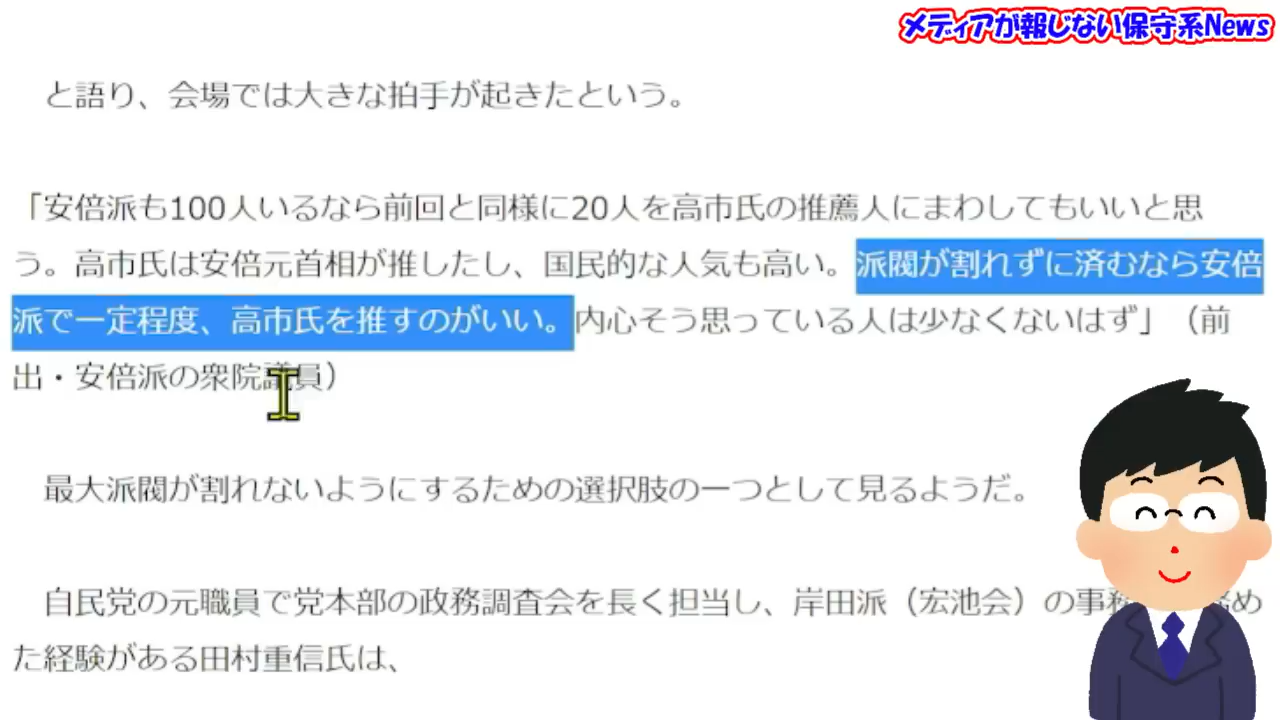 メディアが報じない保守系News
と語り、会場では大きな拍手が起きたという。
「安倍派も100人いるなら前回と同様に20人を高市氏の推薦人にまわしてもいいと思
う。高市氏は安倍元首相が推したし、国民的な人気も高い。派閥が割れずに済むなら安倍
派で一定程度、高市氏を推すのがいい。内心そう思っている人は少なくないはず」（前
出・安倍派の衆院議員）
最大派閥が割れないようにするための選択肢の一つとして見るようだ。
自民党の元職員で党本部の政務調査会を長く担当し、岸田派（宏池会）の事務 め
た経験がある田村重信氏は、